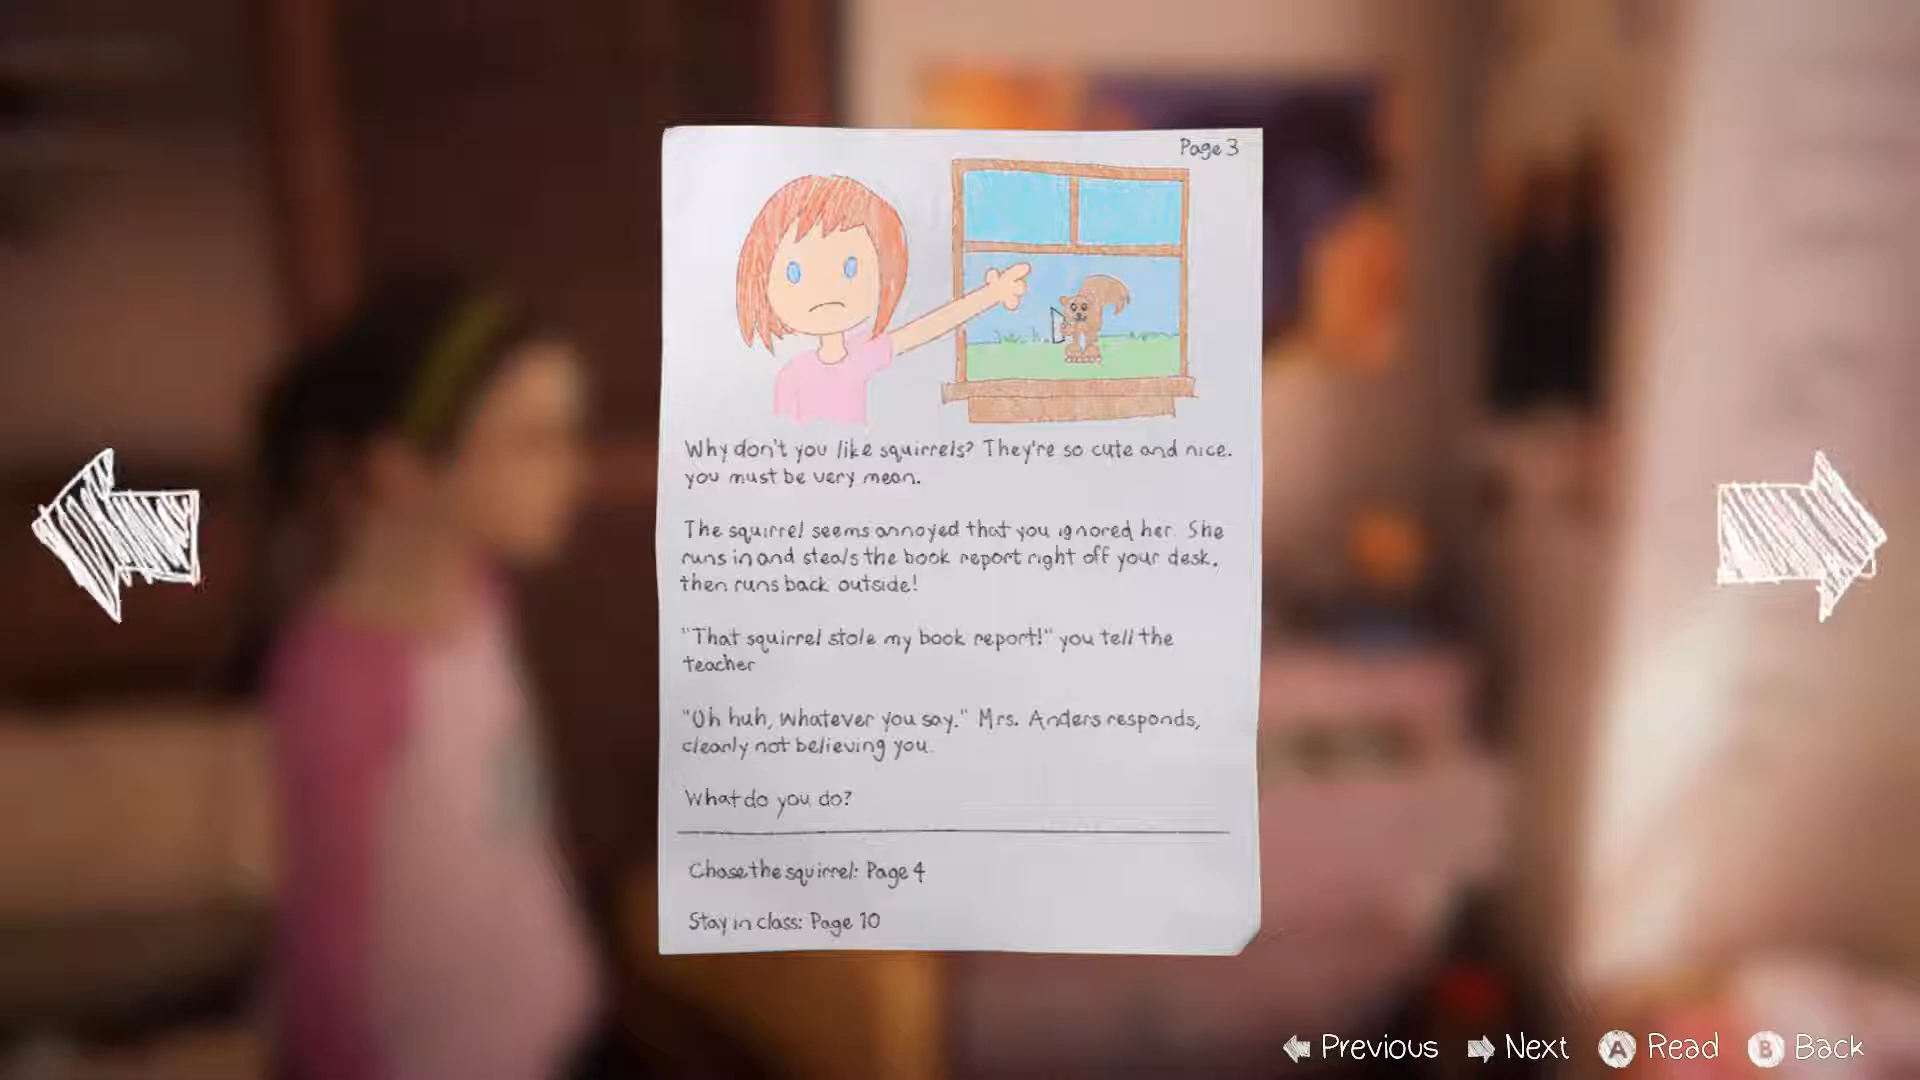 Page 3
Why don't you like squirrels? They're so cute and nice.
you must be very mean.
The squirrel seems annoyed that you ignored her. She
runs in and steals the book report right off your desk,
then runs back outside!
"That squirrel stole my book report!" you tell the
teacher
"Uh huh, whatever you say." Mrs. Anders responds,
clearly not believing you.
What do you do?
Chase the squirrel: Page 4
Stay in class: Page 10
Previous Next A Read B Back